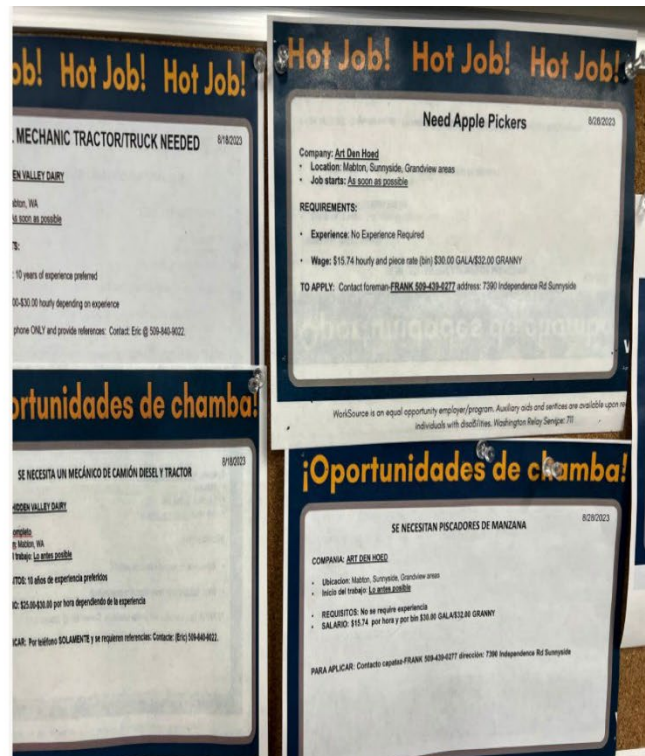 ob! Hot Job! Hot Job!
. MECHANIC TRACTOR/TRUCK NEEDED 8/18/2023
EN VALLEY DAIRY
abton, WA
s soon as possible
TS:
: 10 years of experience preferred
00-$30.00 hourly depending on experience
phone ONLY and provide references: Contact: Eric @ 509-840-9022.
Hot Job! Hot Job! Hot Job!
Need Apple Pickers 8/28/2023
Company: Art Den Hoed
• Location: Mabton, Sunnyside, Grandview areas
• Job starts: As soon as possible
REQUIREMENTS:
• Experience: No Experience Required
• Wage: $15.74 hourly and piece rate (bin) $30.00 GALA/$32.00 GRANNY
TO APPLY: Contact foreman-FRANK 509-439-0277 address: 7390 Independence Rd Sunnyside
WorkSource is an equal opportunity employer/program. Auxiliary aids and services are available upon re
individuals with disabilities. Washington Relay Service: 711
ortunidades de chamba!
8/18/2023
SE NECESITA UN MECÁNICO DE CAMIÓN DIESEL Y TRACTOR
HIDDEN VALLEY DAIRY
ompleto
n: Mabton, WA
l trabajo: Lo antes posible
ISITOS: 10 años de experiencia preferidos
IO: $25.00-$30.00 por hora dependiendo de la experiencia
ICAR: Por teléfono SOLAMENTE y se requieren referencias: Contacte: (Eric) 509-840-9022.
¡Oportunidades de chamba!
8/28/2023
SE NECESITAN PISCADORES DE MANZANA
COMPANIA: ART DEN HOED
• Ubicacion: Mabton, Sunnyside, Grandview areas
• Inicio del trabajo: Lo antes posible
• REQUISITOS: No se require experiencia
• SALARIO: $15.74 por hora y por bin $30.00 GALA/$32.00 GRANNY
PARA APLICAR: Contacto capataz-FRANK 509-439-0277 dirección: 7390 Independence Rd Sunnyside